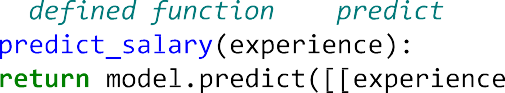 defined function    predict
predict_salary(experience):
return model.predict([[experience